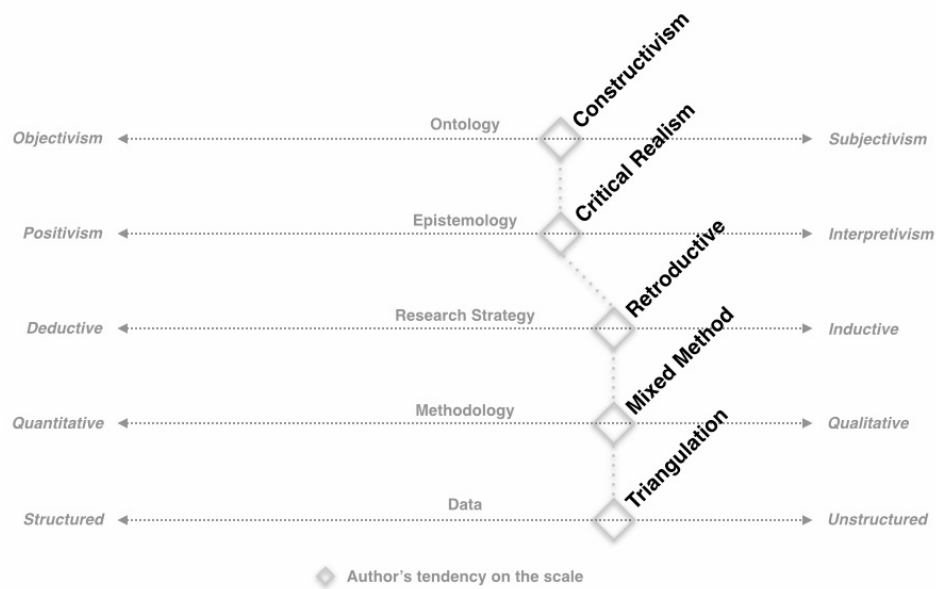 Constructivism
Objectivism
Ontology
Subjectivism
Critical Realism
Positivism
Epistemology
Interpretivism
Retroductive
Deductive
Research Strategy
Inductive
Mixed Method
Quantitative
Methodology
Qualitative
Triangulation
Structured
Data
Unstructured
Author's tendency on the scale